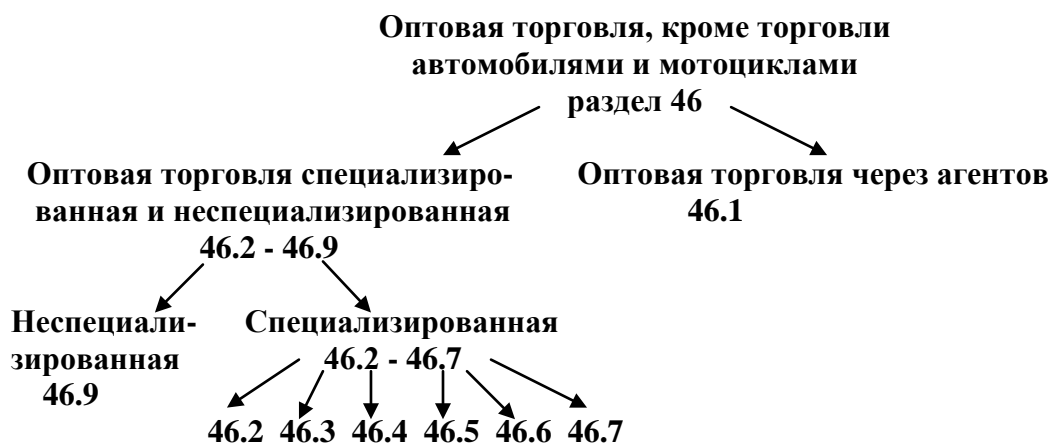 Оптовая торговля, кроме торговли
автомобилями и мотоциклами
раздел 46
Оптовая торговля специализиро-
ванная и неспециализированная
46.2 - 46.9
Оптовая торговля через агентов
46.1
Неспециали-
зированная
46.9
Специализированная
46.2 - 46.7
46.2 46.3 46.4 46.5 46.6 46.7